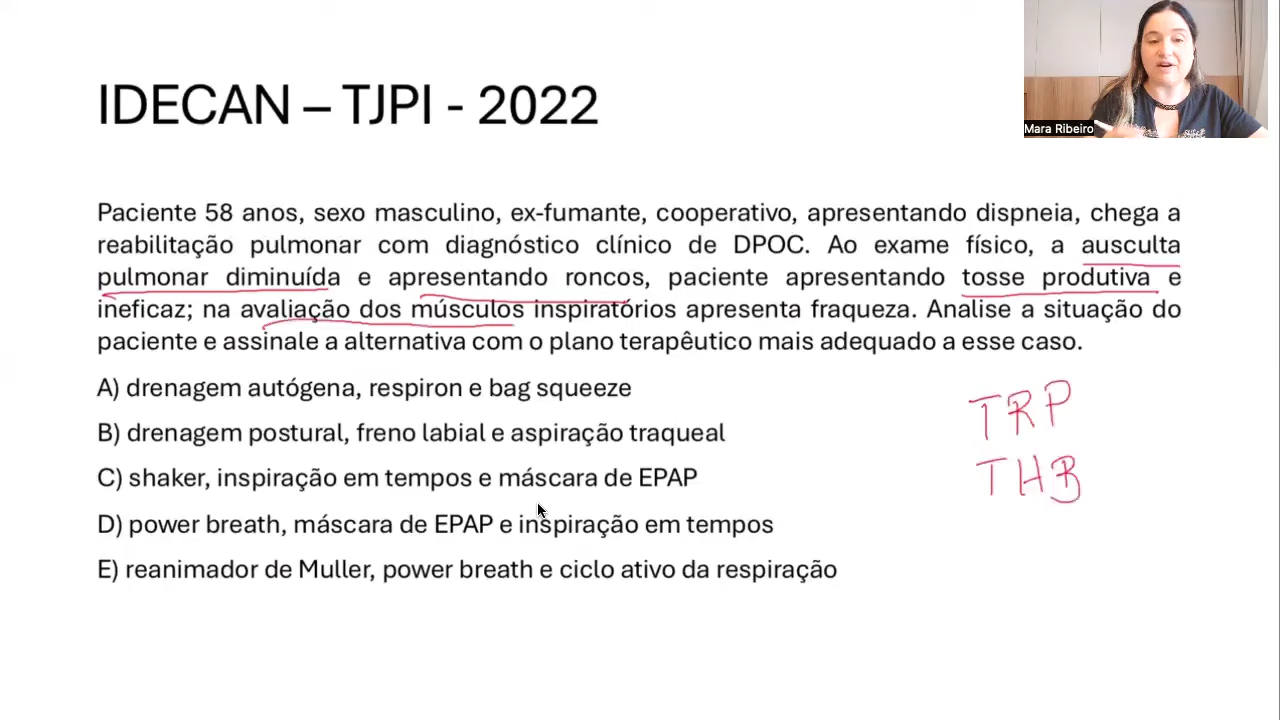 IDECAN – TJPI - 2022
Mara Ribeiro
Paciente 58 anos, sexo masculino, ex-fumante, cooperativo, apresentando dispneia, chega a
reabilitação pulmonar com diagnóstico clínico de DPOC. Ao exame físico, a ausculta
pulmonar diminuída e apresentando roncos, paciente apresentando tosse produtiva e
ineficaz; na avaliação dos músculos inspiratórios apresenta fraqueza. Analise a situação do
paciente e assinale a alternativa com o plano terapêutico mais adequado a esse caso.
A) drenagem autógena, respiron e bag squeeze
B) drenagem postural, freno labial e aspiração traqueal
C) shaker, inspiração em tempos e máscara de EPAP
D) power breath, máscara de EPAP e inspiração em tempos
E) reanimador de Muller, power breath e ciclo ativo da respiração
TRP
THB